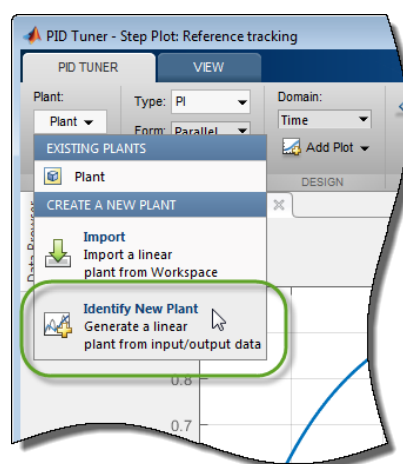 PID Tuner - Step Plot: Reference tracking
PID TUNER VIEW
Plant: Type: PI Domain:
Plant Form: Parallel Time
Add Plot
DESIGN
EXISTING PLANTS
Plant
CREATE A NEW PLANT
Import
Import a linear
plant from Workspace
Identify New Plant
Generate a linear
plant from input/output data
Data Browser
0.8
0.7